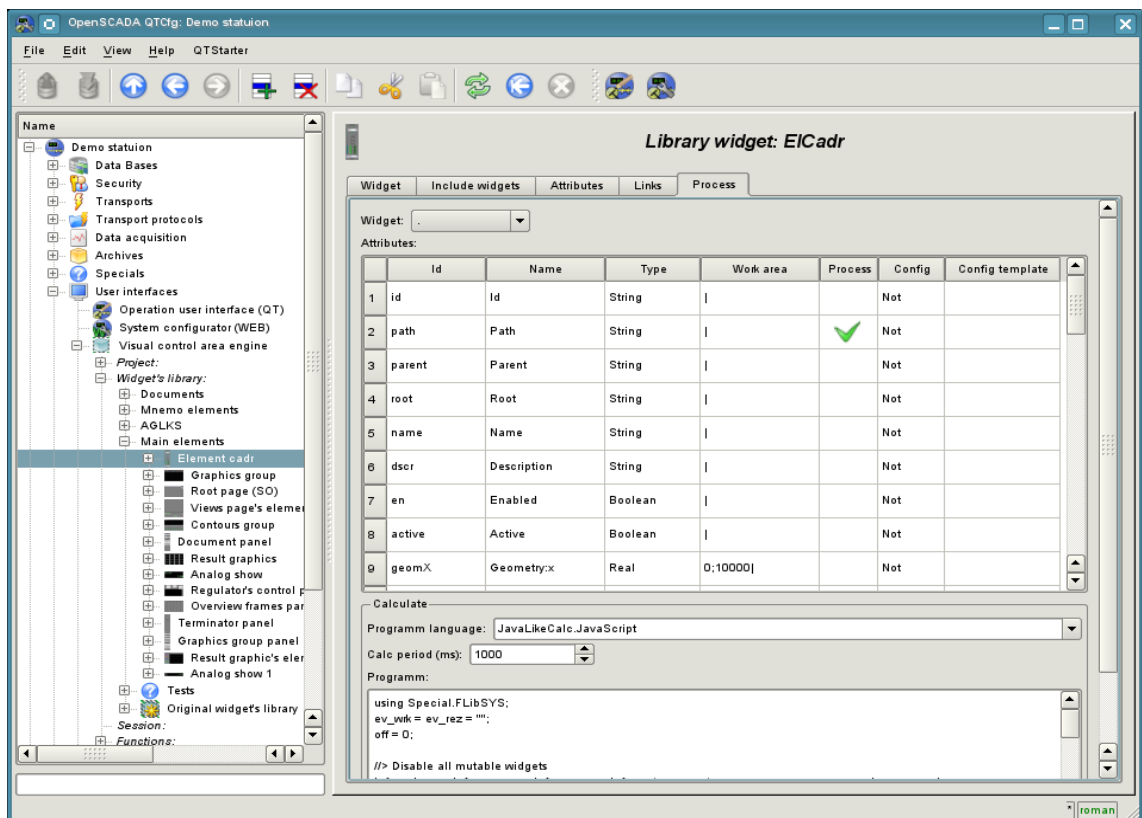 OpenSCADA QTCfg: Demo statuion
File Edit View Help QTStarter
Name
Demo statuion
Data Bases
Security
Transports
Transport protocols
Data acquisition
Archives
Specials
User interfaces
Operation user interface (QT)
System configurator (WEB)
Visual control area engine
Project:
Widget's library:
Documents
Mnemo elements
AGLKS
Main elements
Element cadr
Graphics group
Root page (SO)
Views page's elemen
Contours group
Document panel
Result graphics
Analog show
Regulator's control p
Overview frames pan
Terminator panel
Graphics group panel
Result graphic's elem
Analog show 1
Tests
Original widget's library
Session:
Functions:
Library widget: ElCadr
Widget Include widgets Attributes Links Process
Widget: .
Attributes:
Id Name Type Work area Process Config Config template
1 id Id String | Not
2 path Path String | Not
3 parent Parent String | Not
4 root Root String | Not
5 name Name String | Not
6 dscr Description String | Not
7 en Enabled Boolean | Not
8 active Active Boolean | Not
9 geomX Geometry:x Real 0;10000| Not
Calculate
Programm language: JavaLikeCalc.JavaScript
Calc period (ms): 1000
Programm:
using Special.FLibSYS;
ev_wrk = ev_rez = "";
off = 0;
//> Disable all mutable widgets
* roman